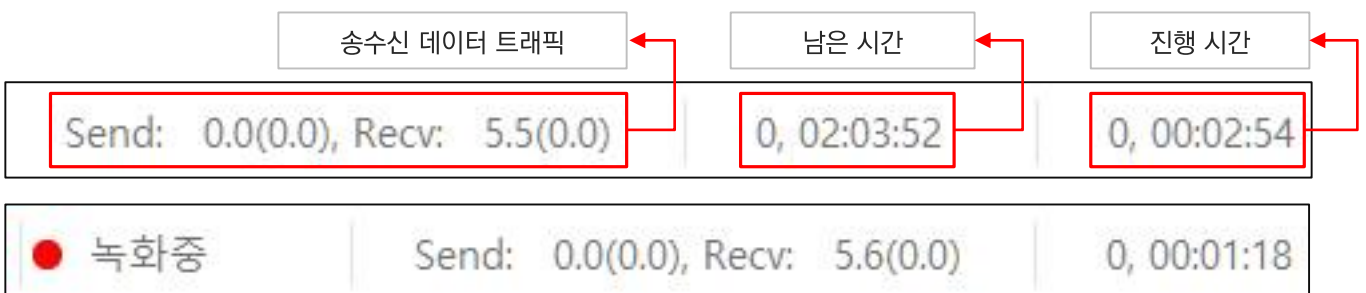 송수신 데이터 트래픽 남은 시간 진행 시간
Send: 0.0(0.0), Recv: 5.5(0.0) 0, 02:03:52 0, 00:02:54
녹화중 Send: 0.0(0.0), Recv: 5.6(0.0) 0, 00:01:18